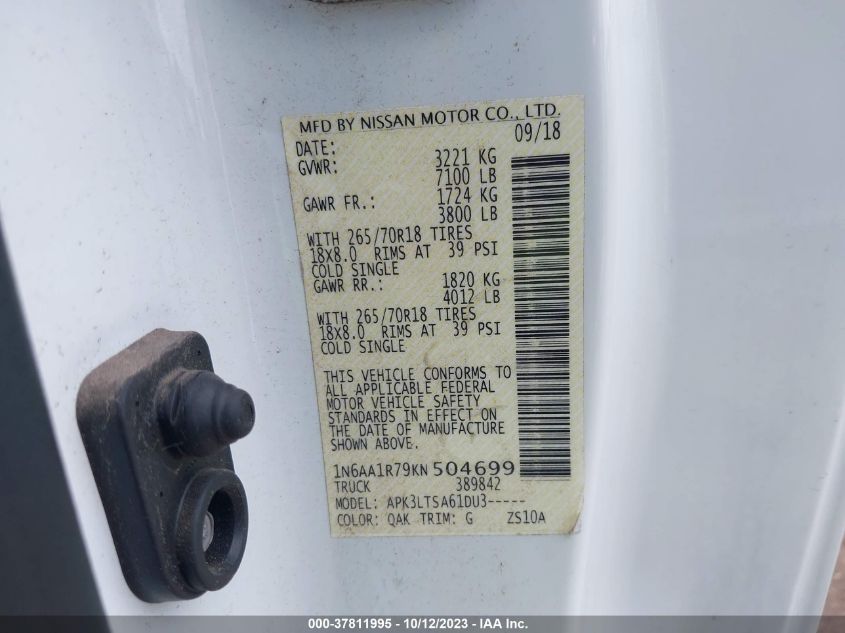 MFD BY NISSAN MOTOR CO., LTD.
DATE: 09/18
GVWR: 3221 KG
7100 LB
GAWR FR.: 1724 KG
3800 LB
WITH 265/70R18 TIRES
18X8.0 RIMS AT 39 PSI
COLD SINGLE
GAWR RR.: 1820 KG
4012 LB
WITH 265/70R18 TIRES
18X8.0 RIMS AT 39 PSI
COLD SINGLE
THIS VEHICLE CONFORMS TO
ALL APPLICABLE FEDERAL
MOTOR VEHICLE SAFETY
STANDARDS IN EFFECT ON
THE DATE OF MANUFACTURE
SHOWN ABOVE.
1N6AA1R79KN504699
TRUCK 389842
MODEL: APK3LTSA61DU3-----
COLOR: QAK TRIM: G ZS10A
000-37811995 - 10/12/2023 - IAA Inc.